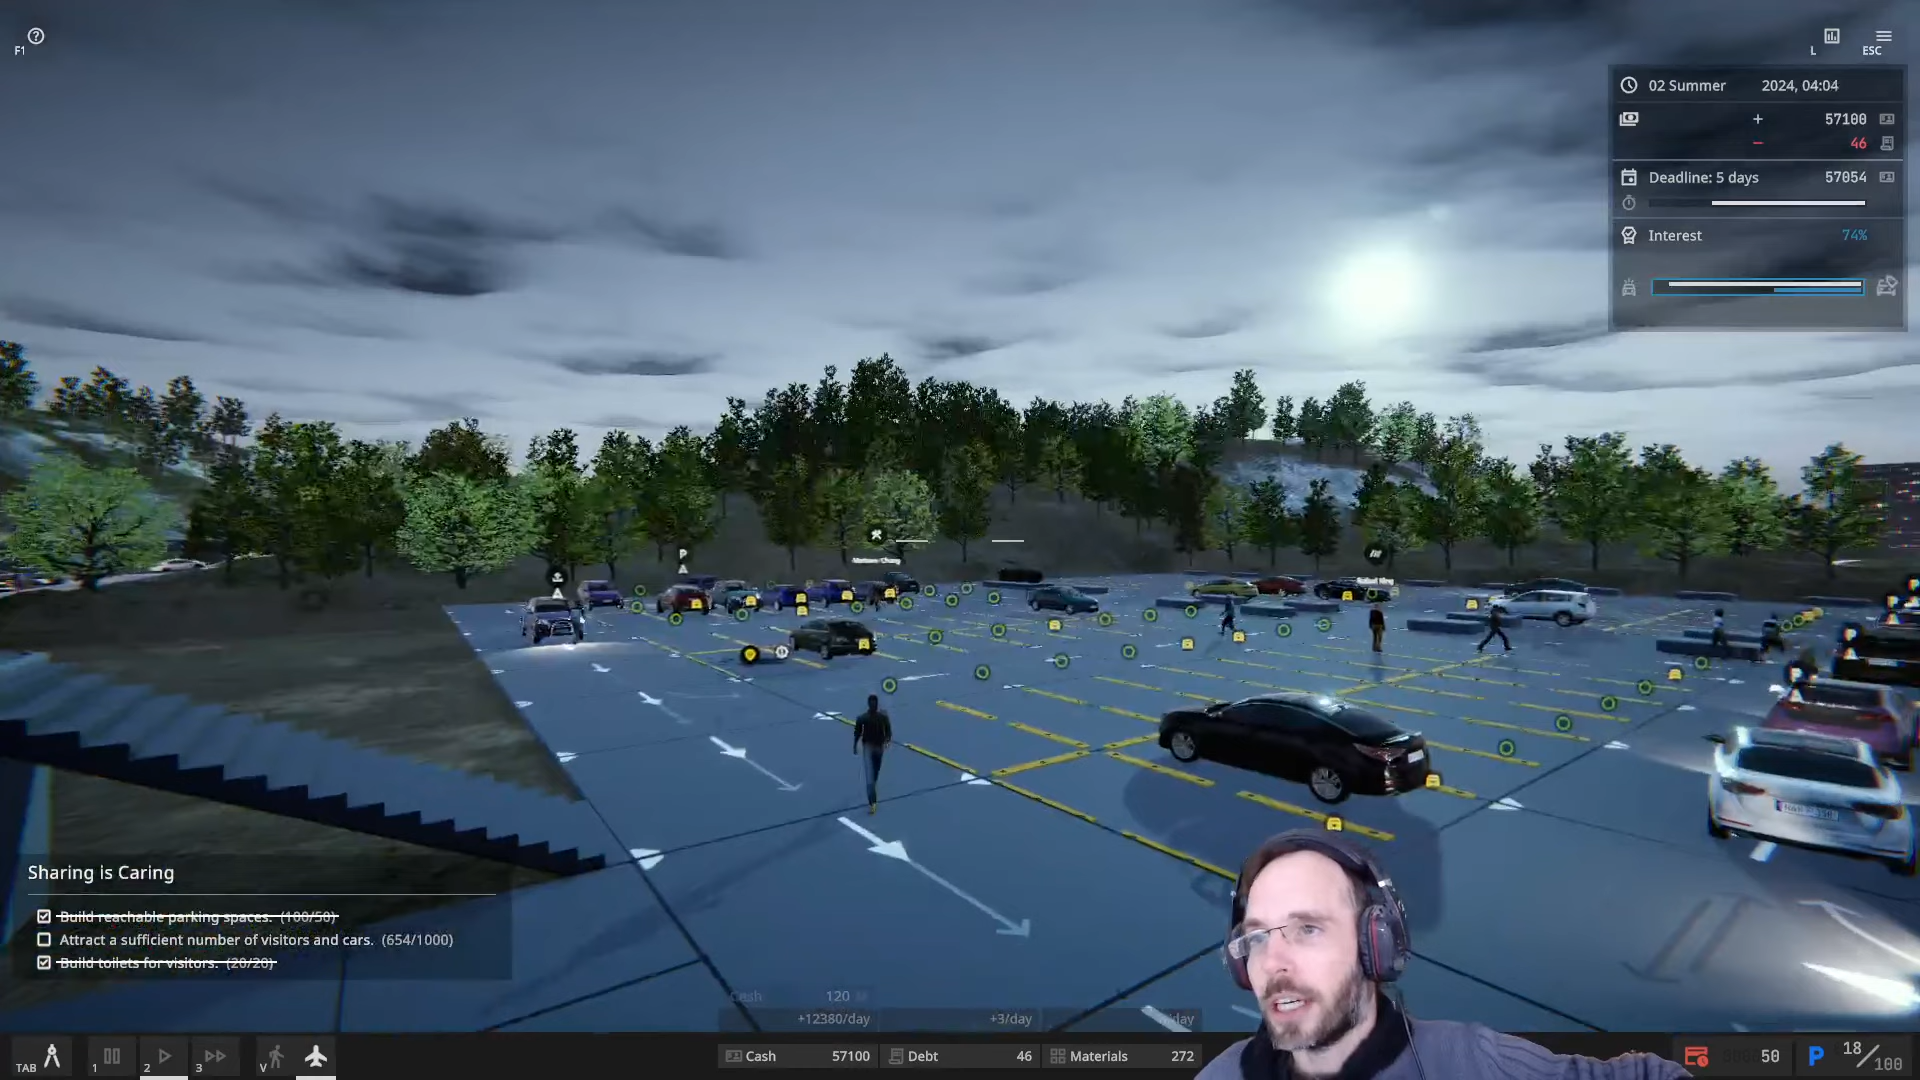 F1
L
ESC
02 Summer 2024, 04:04
+ 57100
- 46
Deadline: 5 days 57054
Interest 74%
P
P
P
Sharing is Caring
Build reachable parking spaces. (100/50)
Attract a sufficient number of visitors and cars. (654/1000)
Build toilets for visitors. (20/20)
Cash 120
+12380/day +3/day /day
TAB 1 2 3 V
Cash 57100 Debt 46 Materials 272
50 P 18/100